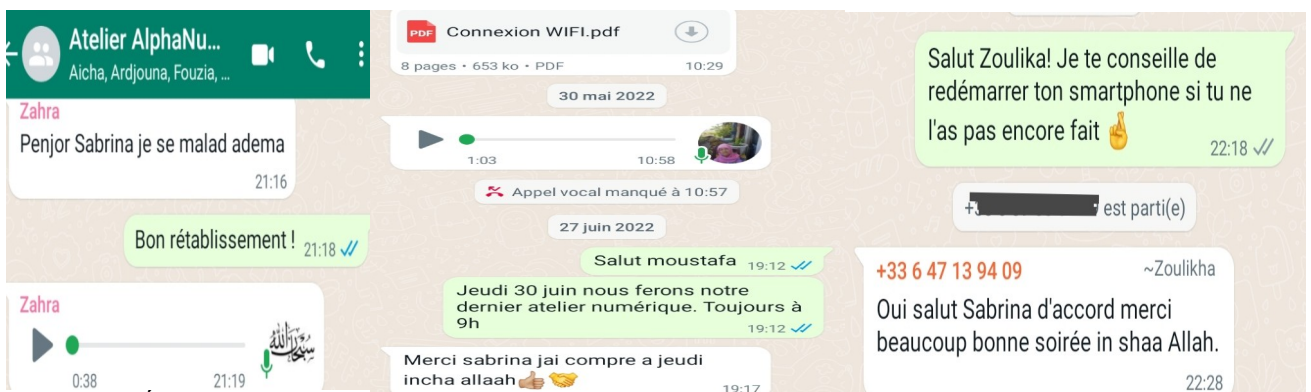 Atelier AlphaNu...
Aicha, Ardjouna, Fouzia, ...
Zahra
Penjor Sabrina je se malad adema
21:16
Bon rétablissement ! 21:18
Zahra
0:38 21:19
PDF Connexion WIFI.pdf
8 pages • 653 ko • PDF 10:29
30 mai 2022
1:03 10:58
Appel vocal manqué à 10:57
27 juin 2022
Salut moustafa 19:12
Jeudi 30 juin nous ferons notre
dernier atelier numérique. Toujours à
9h 19:12
Merci sabrina jai compre a jeudi
incha allaah👍🏼🤝 19:17
Salut Zoulika! Je te conseille de
redémarrer ton smartphone si tu ne
l'as pas encore fait 🤞
22:18
est parti(e)
+33 6 47 13 94 09 ~Zoulikha
Oui salut Sabrina d'accord merci
beaucoup bonne soirée in shaa Allah.
22:28